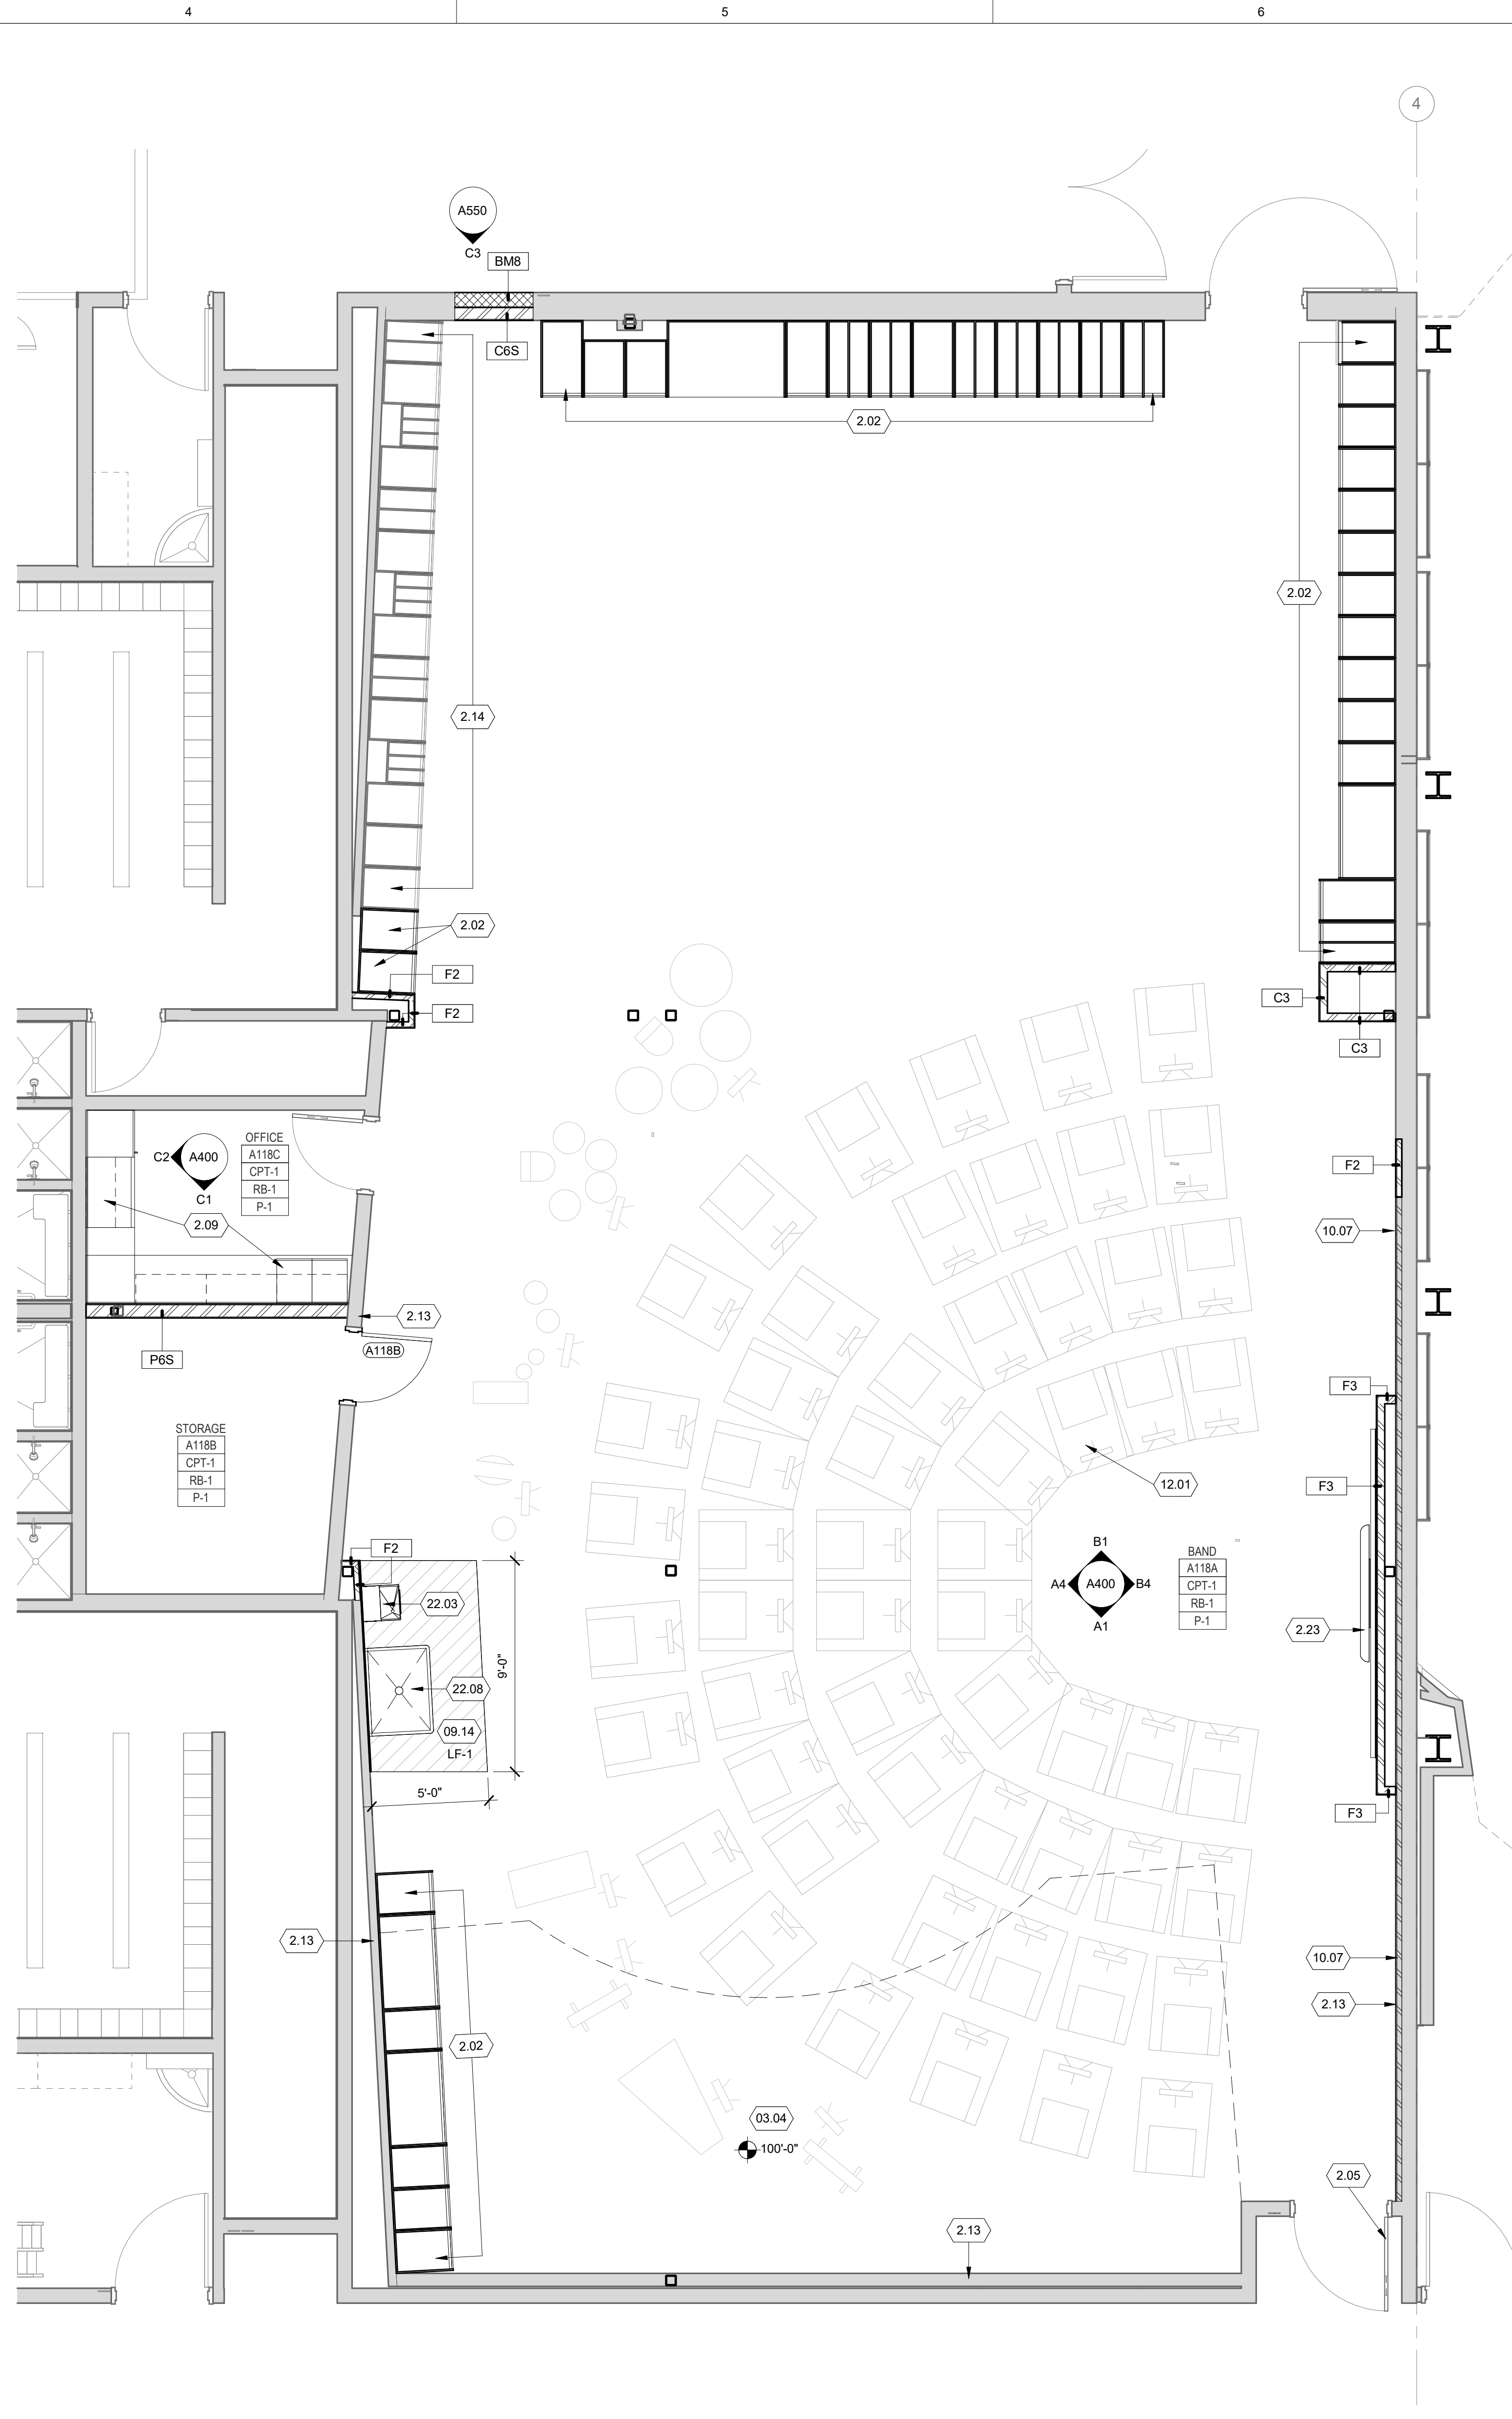 4
5
6
4
A550
C3
BM8
C6S
2.02
2.02
2.14
2.02
F2
F2
C3
C3
OFFICE
A118C
CPT-1
RB-1
P-1
C2
A400
C1
F2
2.09
10.07
2.13
A118B
P6S
F3
STORAGE
A118B
CPT-1
RB-1
P-1
12.01
F3
F2
B1
A4
A400
B4
A1
BAND
A118A
CPT-1
RB-1
P-1
22.03
2.23
9'-0"
22.08
09.14
LF-1
5'-0"
F3
2.13
10.07
2.13
2.02
03.04
100'-0"
2.05
2.13